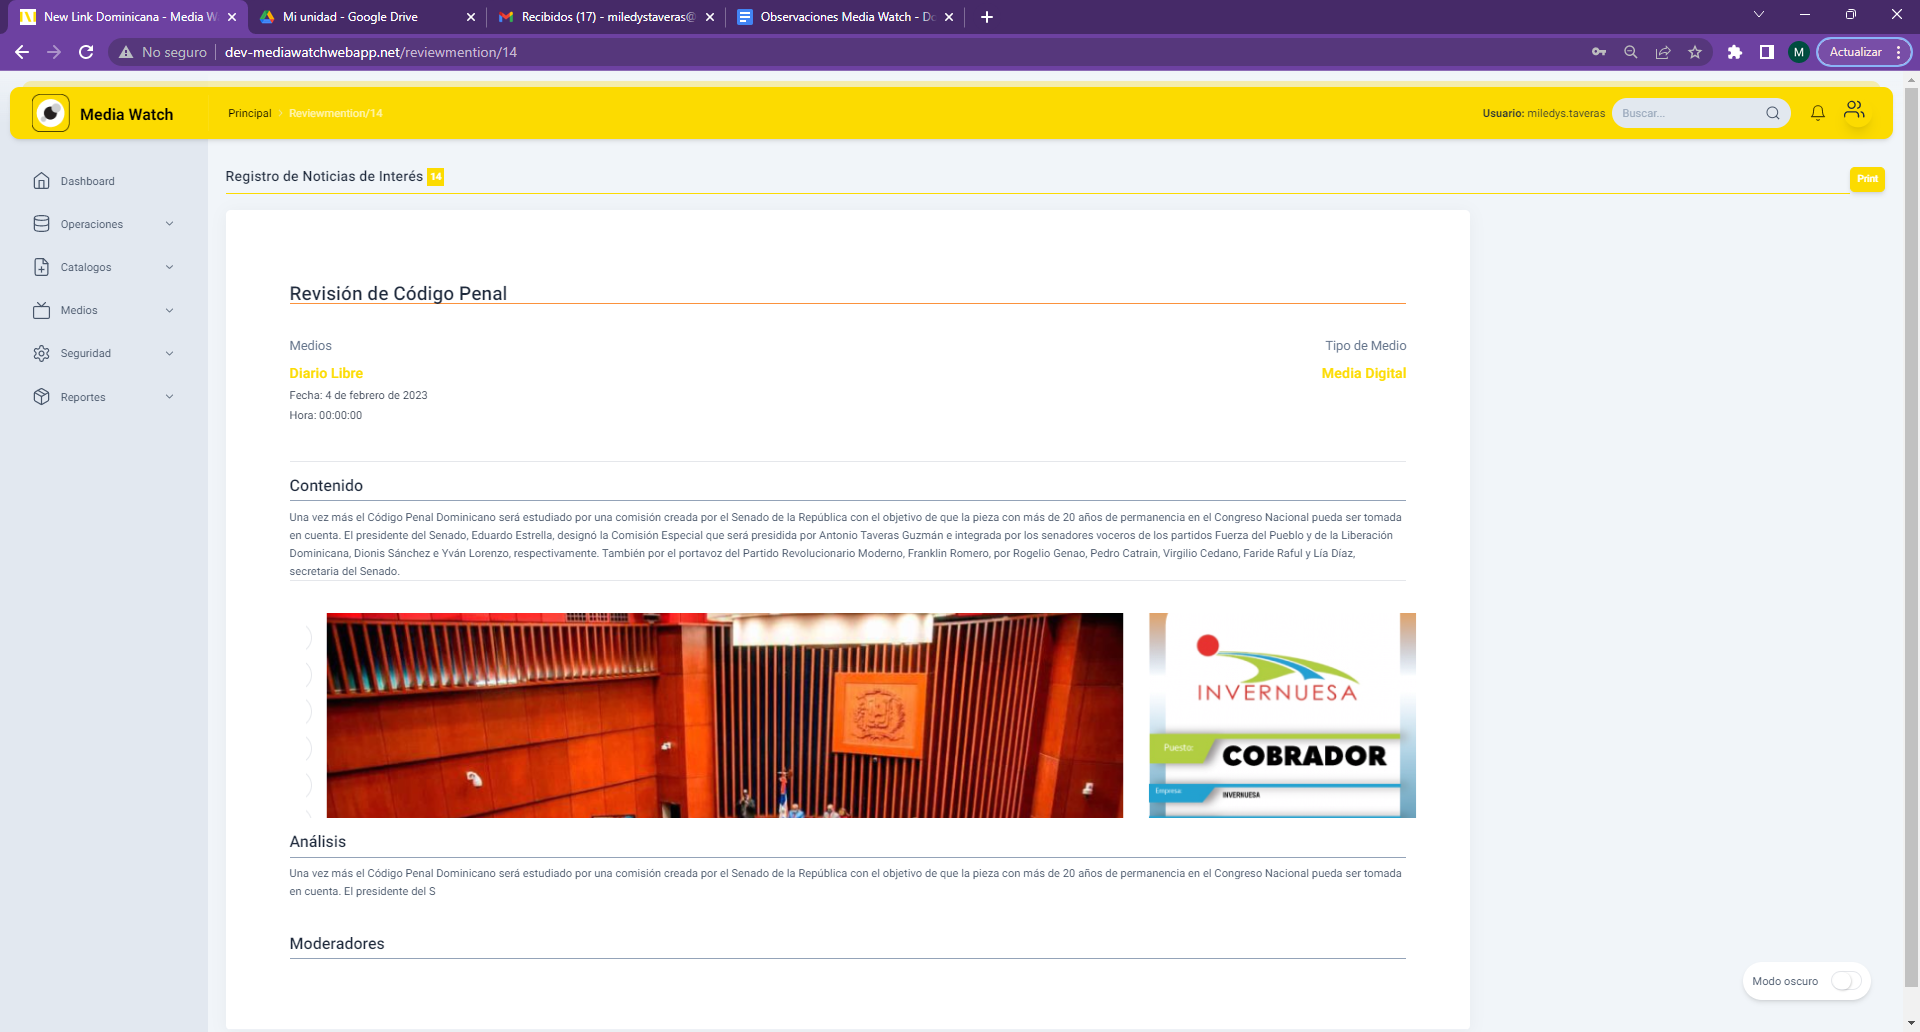 New Link Dominicana - Media W
Mi unidad - Google Drive
Recibidos (17) - miledystaveras@
Observaciones Media Watch - Do
No seguro
dev-mediawatchwebapp.net/reviewmention/14
M
Actualizar
Media Watch
Principal
Reviewmention/14
Usuario: miledys.taveras
Buscar...
Dashboard
Operaciones
Catalogos
Medios
Seguridad
Reportes
Registro de Noticias de Interés 14
Print
Revisión de Código Penal
Medios
Tipo de Medio
Diario Libre
Media Digital
Fecha: 4 de febrero de 2023
Hora: 00:00:00
Contenido
Una vez más el Código Penal Dominicano será estudiado por una comisión creada por el Senado de la República con el objetivo de que la pieza con más de 20 años de permanencia en el Congreso Nacional pueda ser tomada
en cuenta. El presidente del Senado, Eduardo Estrella, designó la Comisión Especial que será presidida por Antonio Taveras Guzmán e integrada por los senadores voceros de los partidos Fuerza del Pueblo y de la Liberación
Dominicana, Dionis Sánchez e Yván Lorenzo, respectivamente. También por el portavoz del Partido Revolucionario Moderno, Franklin Romero, por Rogelio Genao, Pedro Catrain, Virgilio Cedano, Faride Raful y Lía Díaz,
secretaria del Senado.
INVERNUESA
Puesto:
COBRADOR
Empresa:
INVERNUESA
Análisis
Una vez más el Código Penal Dominicano será estudiado por una comisión creada por el Senado de la República con el objetivo de que la pieza con más de 20 años de permanencia en el Congreso Nacional pueda ser tomada
en cuenta. El presidente del S
Moderadores
Modo oscuro